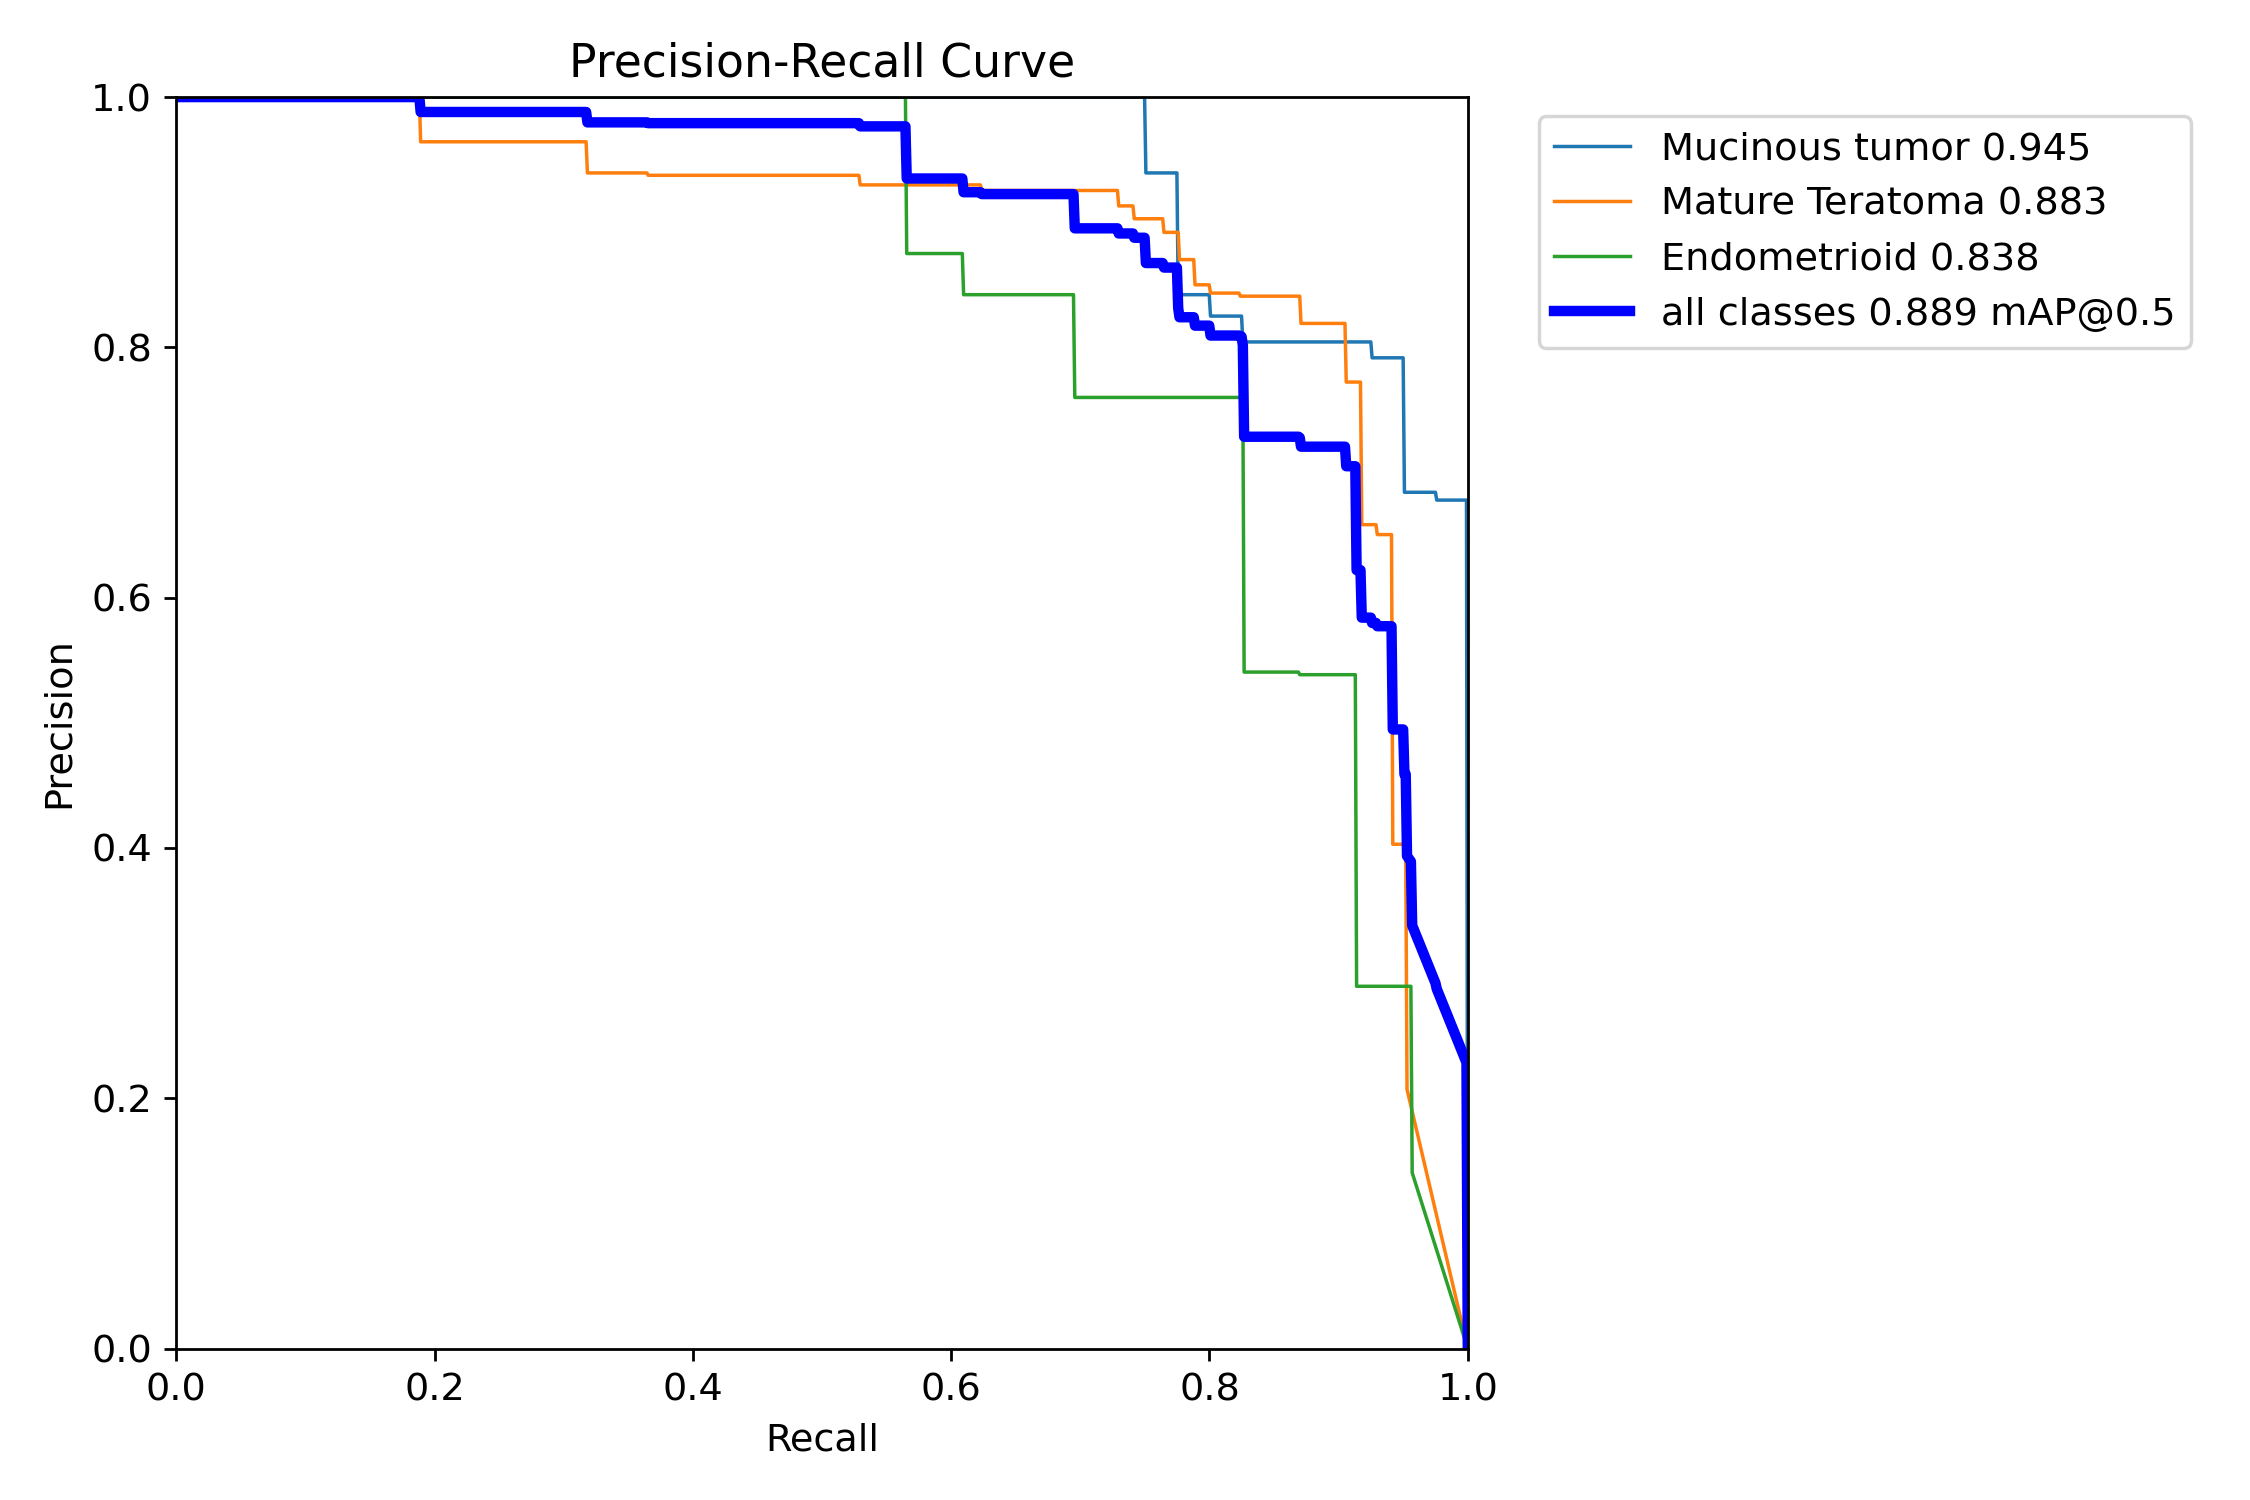 Precision-Recall Curve
1.0
0.8
0.6
0.4
0.2
0.0
Precision
0.0 0.2 0.4 0.6 0.8 1.0
Recall
Mucinous tumor 0.945
Mature Teratoma 0.883
Endometrioid 0.838
all classes 0.889 mAP@0.5